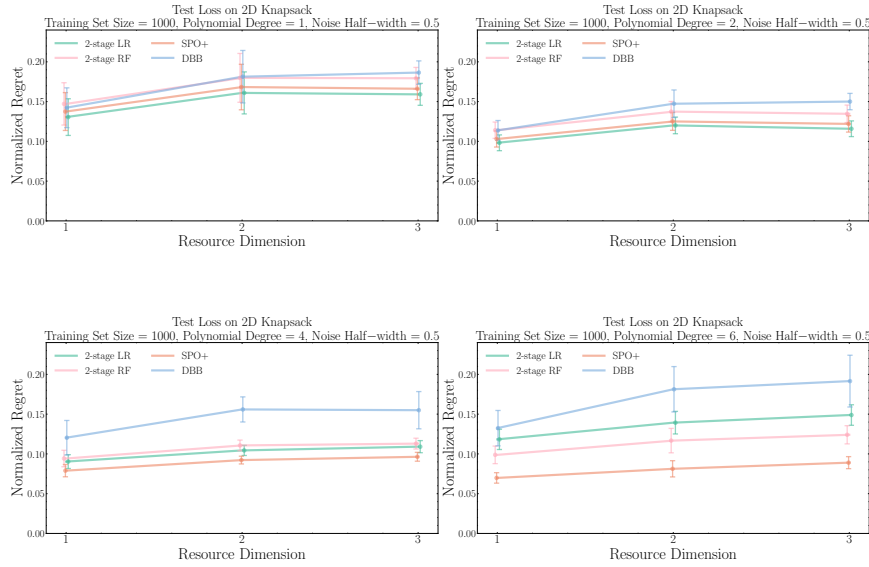 Test Loss on 2D Knapsack
Training Set Size = 1000, Polynomial Degree = 1, Noise Half−width = 0.5
2-stage LR SPO+
2-stage RF DBB
0.20
0.15
0.10
0.05
0.00
Normalized Regret
1 2 3
Resource Dimension
Test Loss on 2D Knapsack
Training Set Size = 1000, Polynomial Degree = 2, Noise Half−width = 0.5
2-stage LR SPO+
2-stage RF DBB
0.20
0.15
0.10
0.05
0.00
Normalized Regret
1 2 3
Resource Dimension
Test Loss on 2D Knapsack
Training Set Size = 1000, Polynomial Degree = 4, Noise Half−width = 0.5
2-stage LR SPO+
2-stage RF DBB
0.20
0.15
0.10
0.05
0.00
Normalized Regret
1 2 3
Resource Dimension
Test Loss on 2D Knapsack
Training Set Size = 1000, Polynomial Degree = 6, Noise Half−width = 0.5
2-stage LR SPO+
2-stage RF DBB
0.20
0.15
0.10
0.05
0.00
Normalized Regret
1 2 3
Resource Dimension